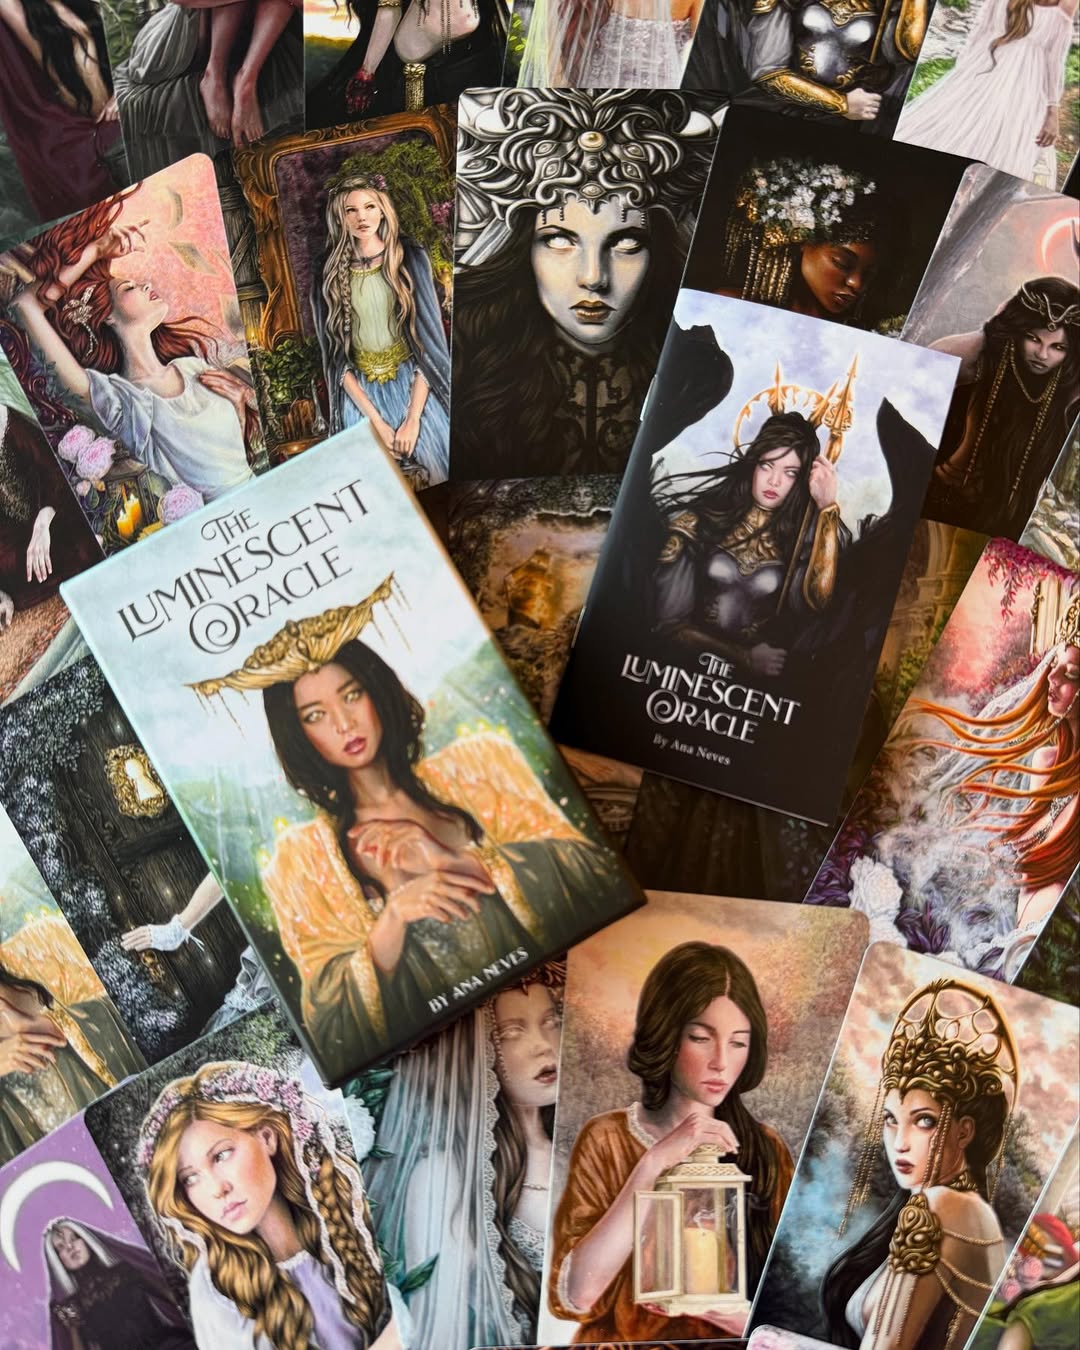 THE
LUMINESCENT
ORACLE
BY ANA NEVES
THE
LUMINESCENT
ORACLE
By Ana Neves